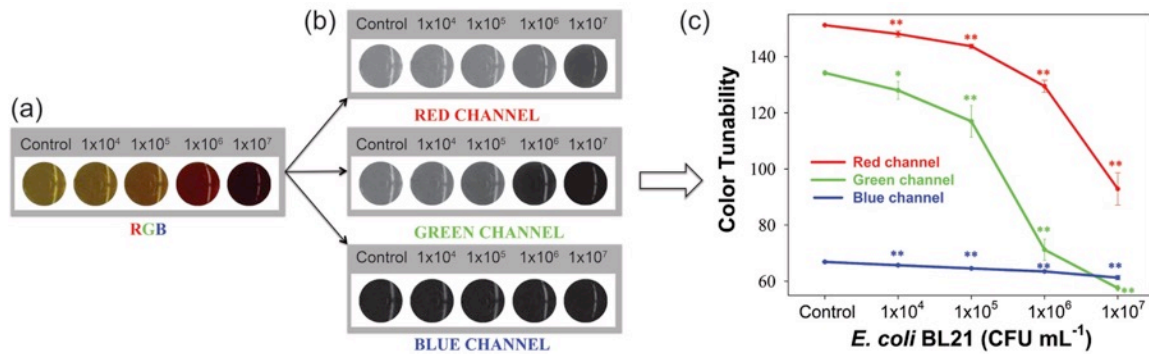 (a)
Control 1x10⁴ 1x10⁵ 1x10⁶ 1x10⁷
RGB
(b)
Control 1x10⁴ 1x10⁵ 1x10⁶ 1x10⁷
RED CHANNEL
Control 1x10⁴ 1x10⁵ 1x10⁶ 1x10⁷
GREEN CHANNEL
Control 1x10⁴ 1x10⁵ 1x10⁶ 1x10⁷
BLUE CHANNEL
(c)
Color Tunability
140
120
100
80
60
** ** ** **
* ** ** **
** ** ** **
Red channel
Green channel
Blue channel
Control 1x10⁴ 1x10⁵ 1x10⁶ 1x10⁷
E. coli BL21 (CFU mL⁻¹)